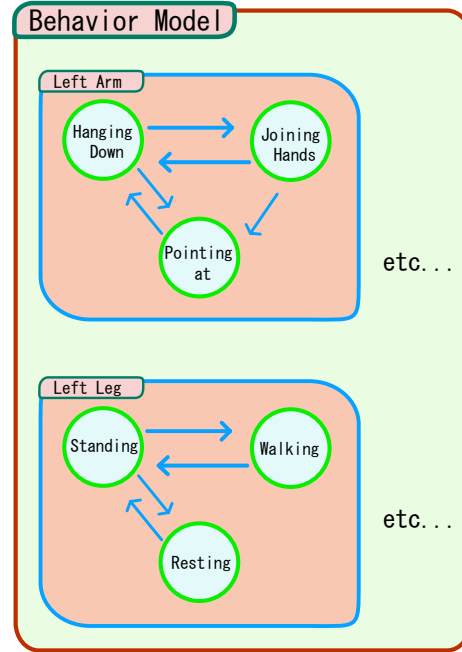 Behavior Model
Left Arm
Hanging
Down
Joining
Hands
Pointing
at
etc...
Left Leg
Standing
Walking
Resting
etc...